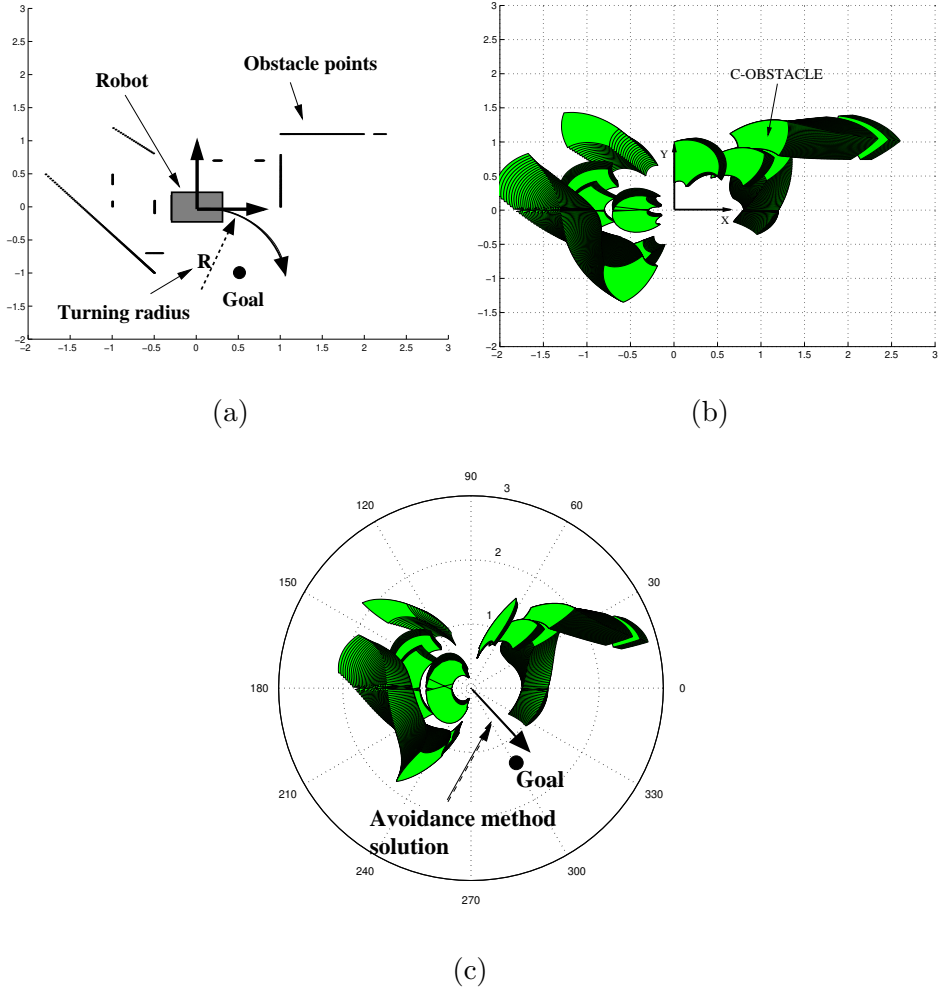 3
2.5
2
1.5
1
0.5
0
−0.5
−1
−1.5
−2
−2 −1.5 −1 −0.5 0 0.5 1 1.5 2 2.5 3
Robot
Obstacle points
R
Goal
Turning radius
(a)
3
2.5
2
1.5
1
0.5
0
−0.5
−1
−1.5
−2
−2 −1.5 −1 −0.5 0 0.5 1 1.5 2 2.5 3
C-OBSTACLE
Y
X
(b)
90
3
120
60
2
150
30
1
180
0
Goal
210
330
Avoidance method
solution
240
300
270
(c)